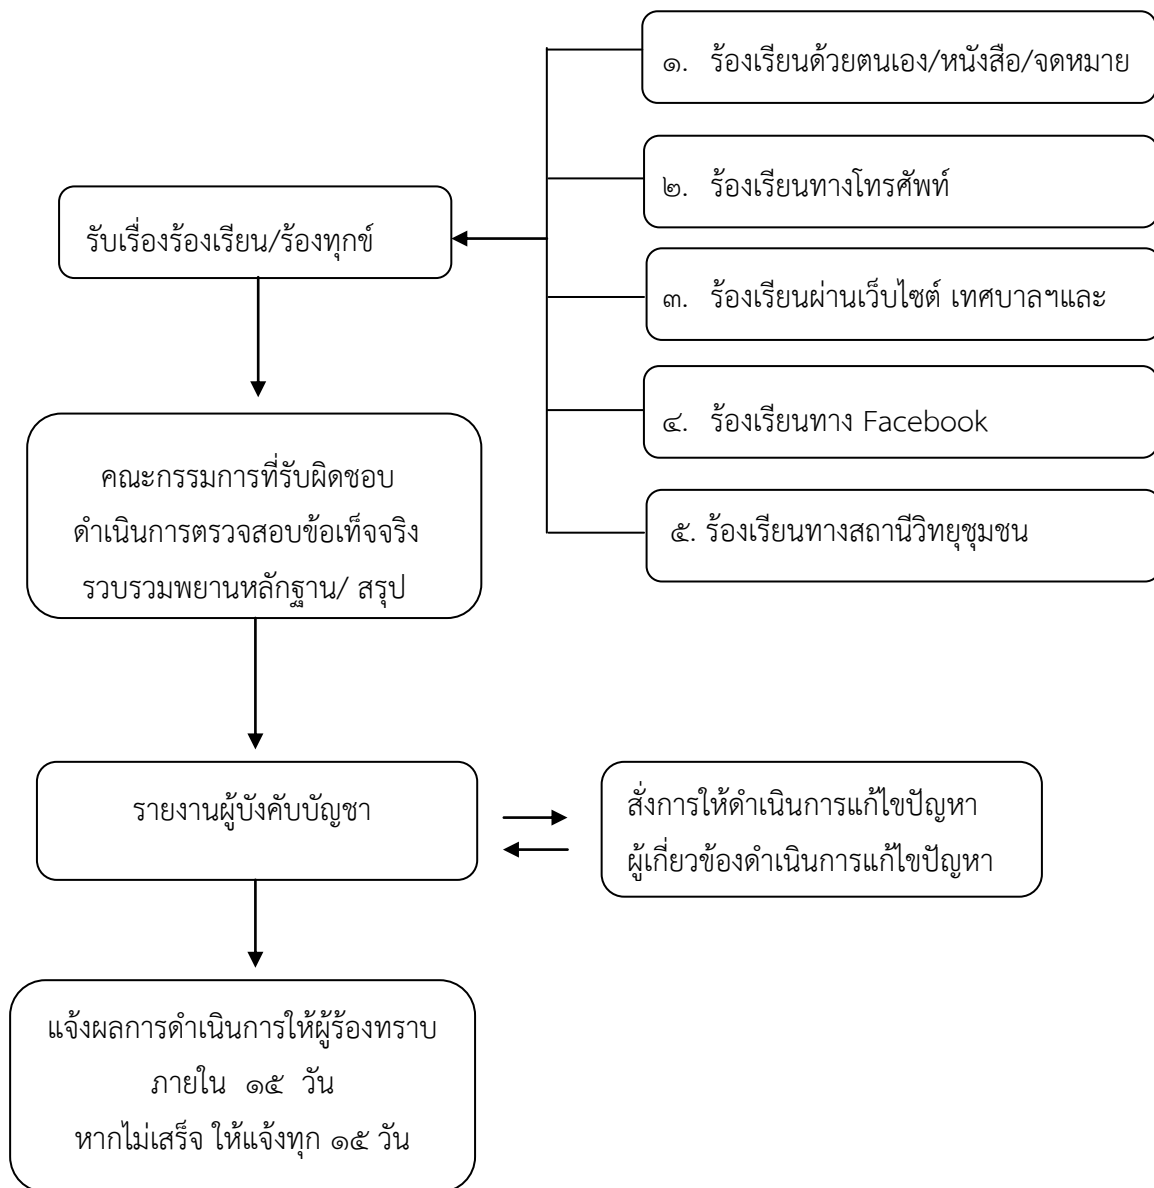 ๑. ร้องเรียนด้วยตนเอง/หนังสือ/จดหมาย
๒. ร้องเรียนทางโทรศัพท์
รับเรื่องร้องเรียน/ร้องทุกข์
๓. ร้องเรียนผ่านเว็บไซต์ เทศบาลฯและ
๔. ร้องเรียนทาง Facebook
๕. ร้องเรียนทางสถานีวิทยุชุมชน
คณะกรรมการที่รับผิดชอบ
ดำเนินการตรวจสอบข้อเท็จจริง
รวบรวมพยานหลักฐาน/ สรุป
รายงานผู้บังคับบัญชา
สั่งการให้ดำเนินการแก้ไขปัญหา
ผู้เกี่ยวข้องดำเนินการแก้ไขปัญหา
แจ้งผลการดำเนินการให้ผู้ร้องทราบ
ภายใน ๑๕ วัน
หากไม่เสร็จ ให้แจ้งทุก ๑๕ วัน